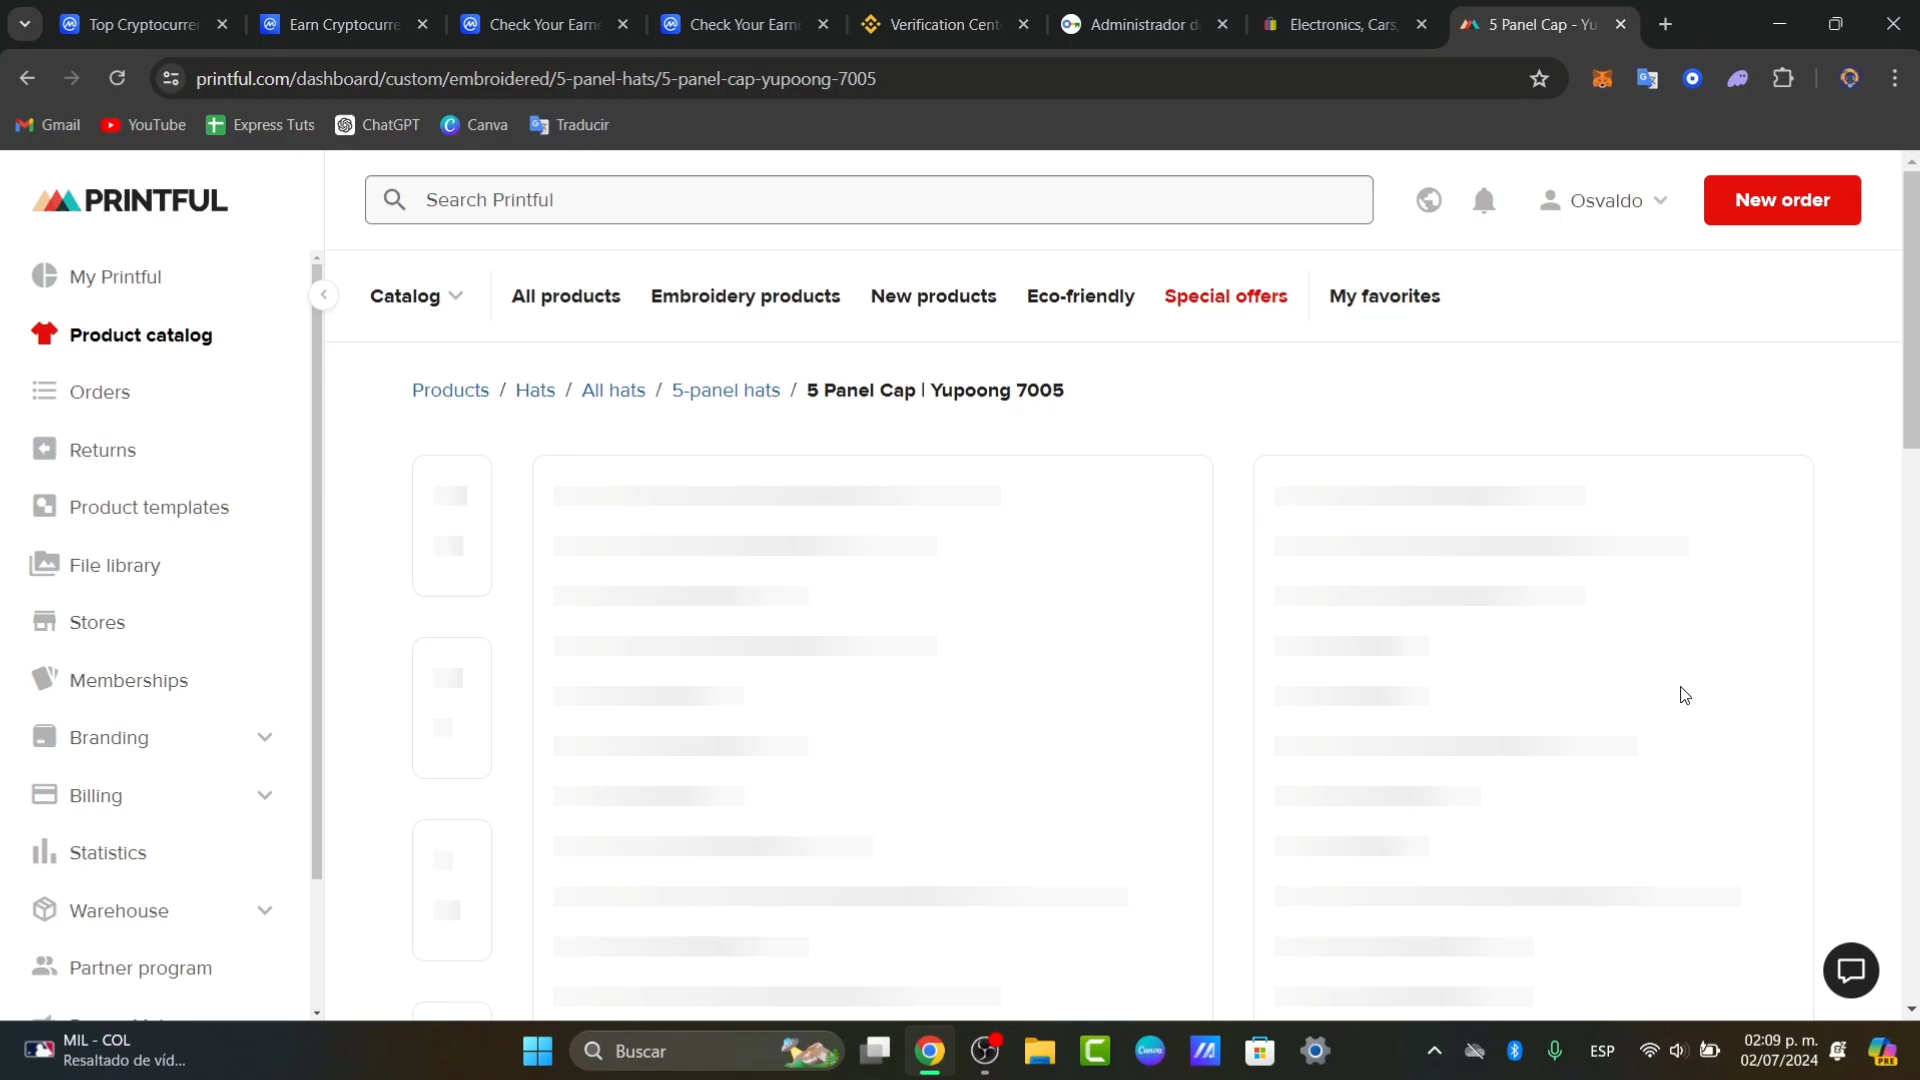 Top Cryptocurre
Earn Cryptocurre
Check Your Earn
Check Your Earn
Verification Cent
Administrador d
Electronics, Cars,
5 Panel Cap - Yu
printful.com/dashboard/custom/embroidered/5-panel-hats/5-panel-cap-yupoong-7005
Gmail
YouTube
Express Tuts
ChatGPT
Canva
Traducir
PRINTFUL
Search Printful
Osvaldo
New order
My Printful
Product catalog
Orders
Returns
Product templates
File library
Stores
Memberships
Branding
Billing
Statistics
Warehouse
Partner program
Catalog
All products
Embroidery products
New products
Eco-friendly
Special offers
My favorites
Products / Hats / All hats / 5-panel hats / 5 Panel Cap | Yupoong 7005
MIL - COL
Resaltado de víd...
Buscar
Canva
ESP
02:09 p. m.
02/07/2024
PRE